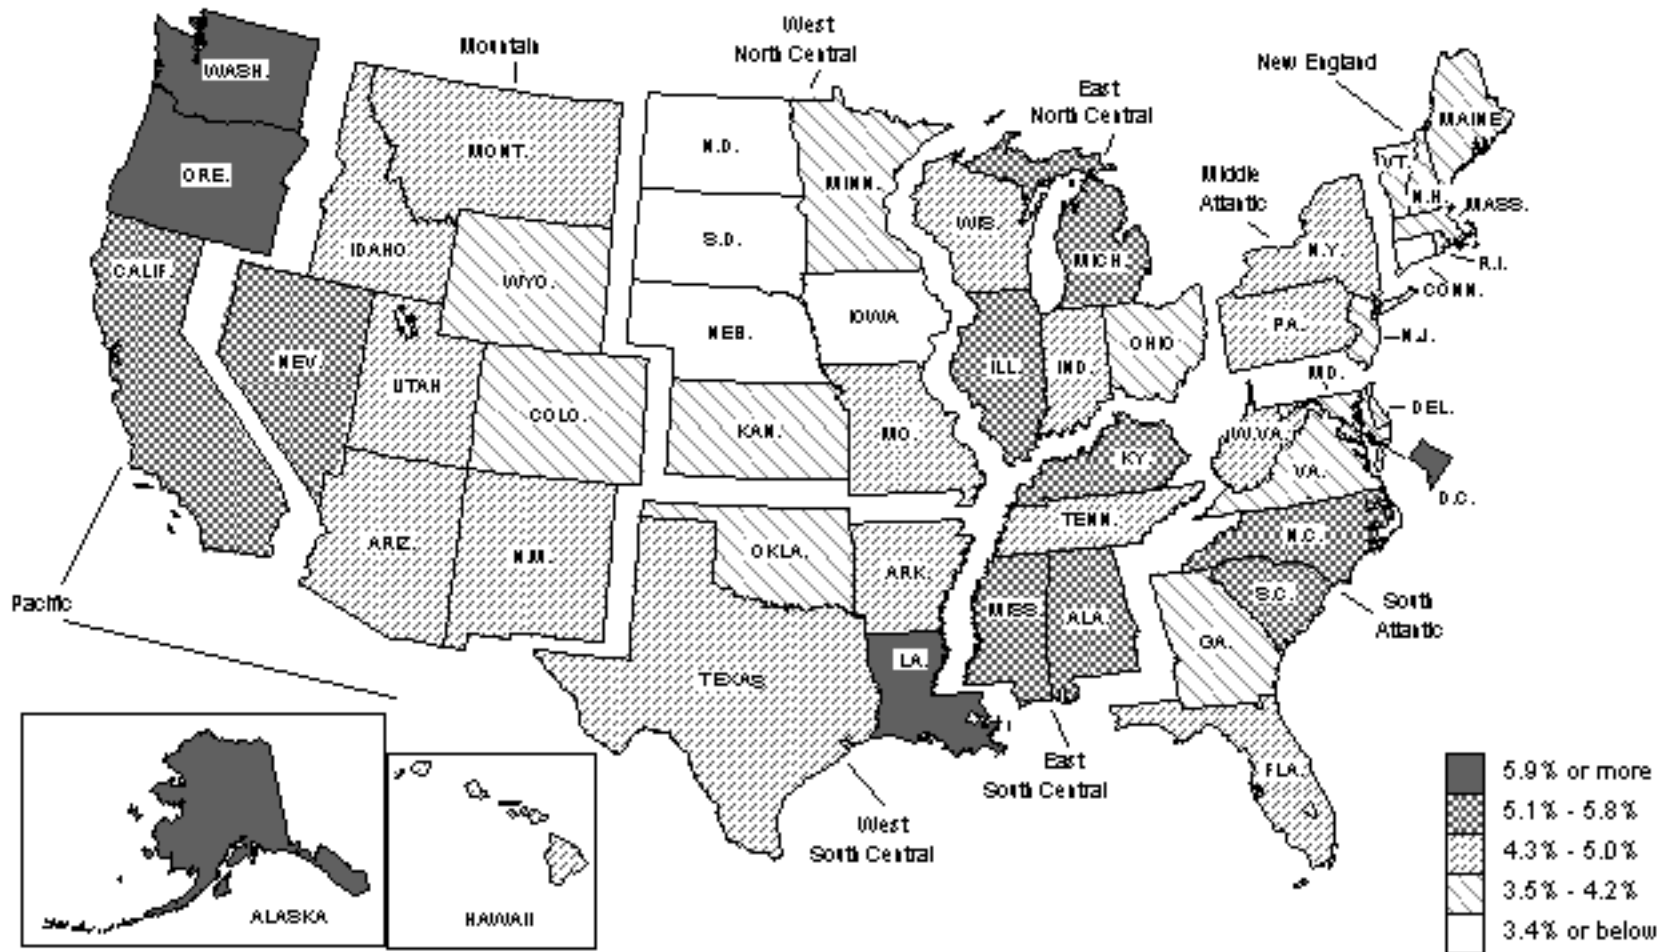 West
North Central
Mountain
New England
East
North Central
WASH.
MAINE
MONT.
N.D.
VT.
ORE.
MINN.
Middle
Atlantic
N.H.
MASS.
WIS.
S.D.
IDAHO
N.Y.
CALIF.
MICH.
R.I.
WYO.
CONN.
IOWA
PA.
NEB.
N.J.
OHIO
NEV.
ILL.
IND.
MD.
UTAH
DEL.
COLO.
KAN.
MO.
W.VA.
KY.
VA.
D.C.
TENN.
N.C.
ARIZ.
N.M.
OKLA.
ARK.
S.C.
Pacific
South
Atlantic
MISS.
ALA.
GA.
LA.
TEXAS
East
South Central
FLA.
West
South Central
ALASKA
HAWAII
5.9% or more
5.1% - 5.8%
4.3% - 5.0%
3.5% - 4.2%
3.4% or below